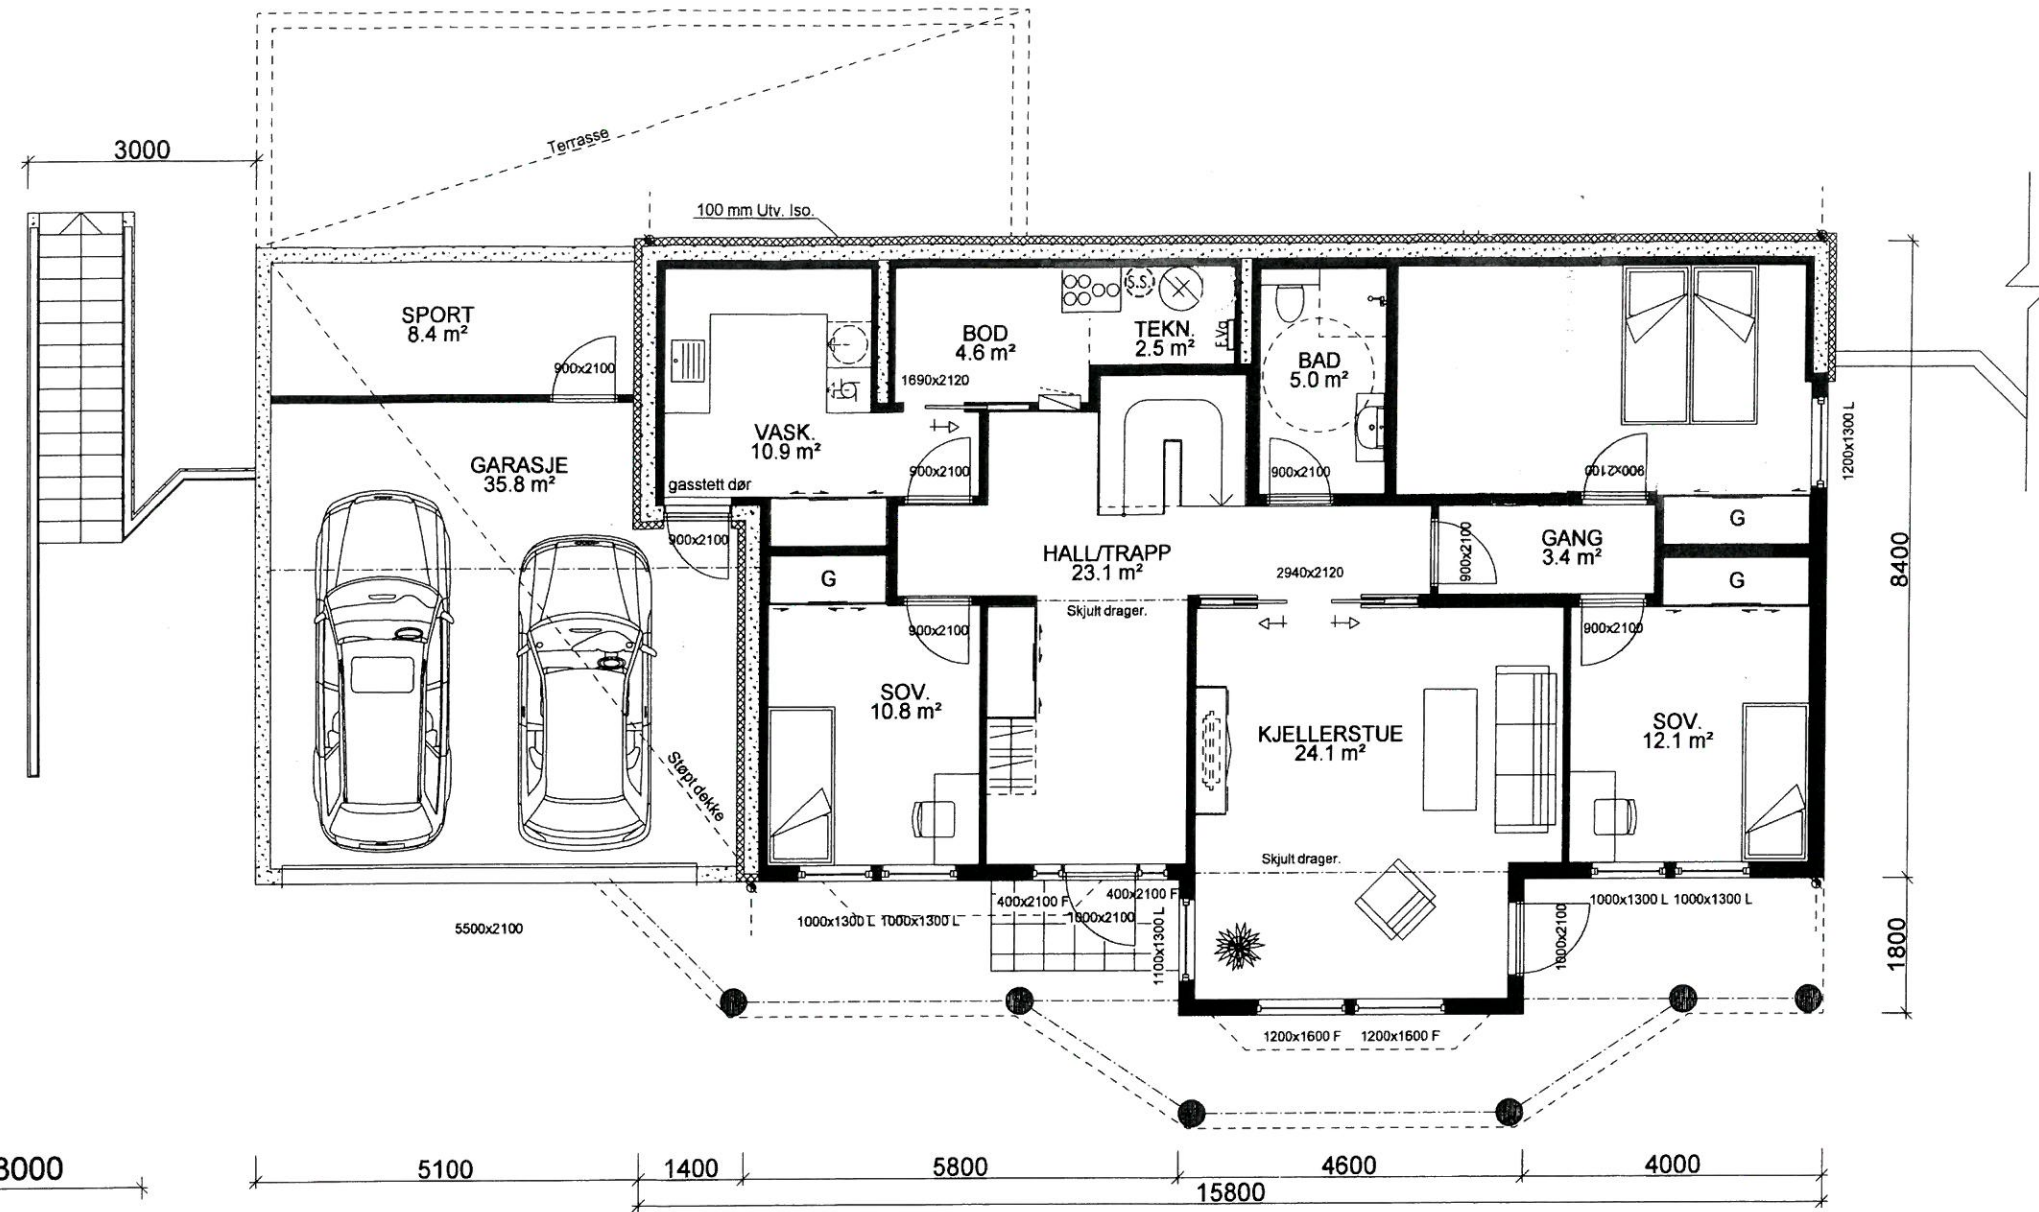 Terrasse
3000
100 mm Utv. Iso.
SPORT
8.4 m²
900x2100
BOD
4.6 m²
S.S.
TEKN.
2.5 m²
BAD
5.0 m²
1690x2120
1200x1300 L
VASK.
10.9 m²
GARASJE
35.8 m²
gasstett dør
900x2100
900x2100
900x2100
900x2100
G
HALL/TRAPP
23.1 m²
2940x2120
900x2100
GANG
3.4 m²
G
G
G
8400
Skjult drager.
900x2100
900x2100
SOV.
10.8 m²
KJELLERSTUE
24.1 m²
SOV.
12.1 m²
Støpt dekke
Skjult drager.
5500x2100
1000x1300 L 1000x1300 L
400x2100 F
1000x2100
400x2100 F
1100x1300 L
1000x2100
1000x1300 L 1000x1300 L
1800
1200x1600 F 1200x1600 F
3000
5100
1400
5800
4600
4000
15800